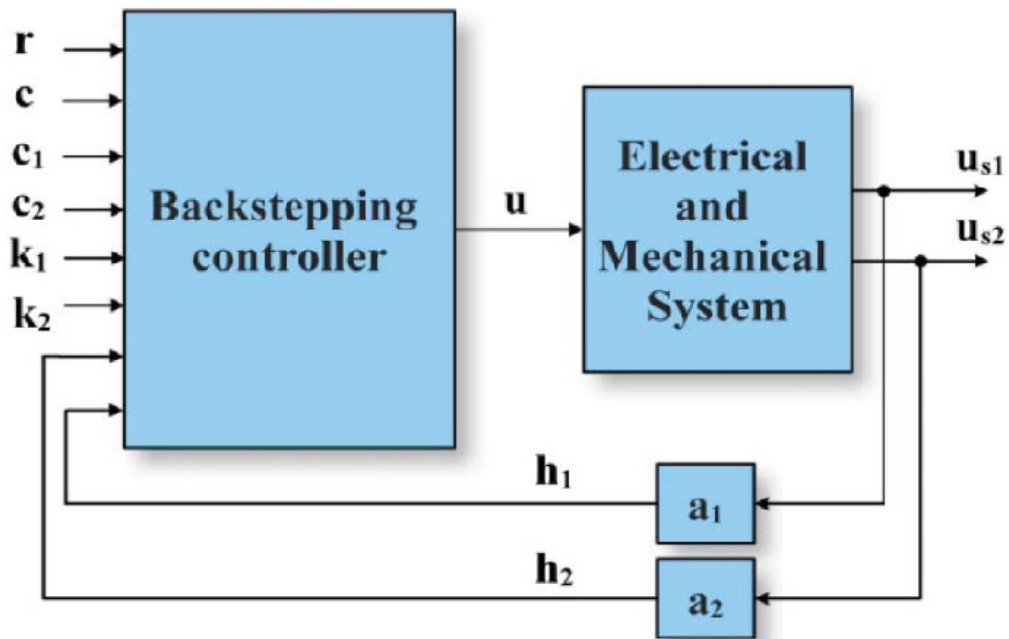 r
c
c₁
c₂
k₁
k₂
Backstepping
controller
u
Electrical
and
Mechanical
System
uₛ₁
uₛ₂
h₁
a₁
h₂
a₂